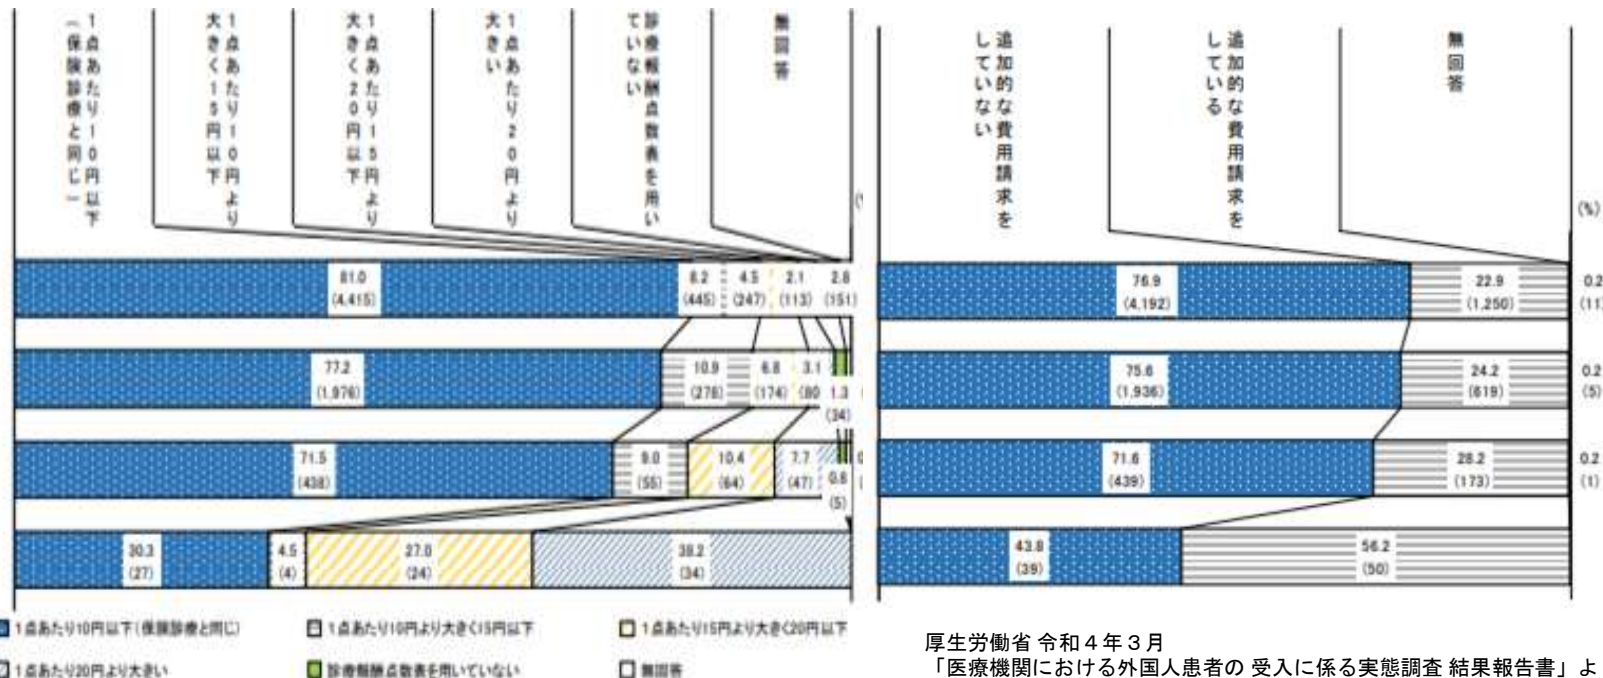 1点あたり10円以下
(保険診療と同じ)
1点あたり10円より
大きく15円以下
1点あたり15円より
大きく20円以下
1点あたり20円より
大きい
診療報酬点数表を用い
ていない
無回答
81.0
(4,415)
8.2
(445)
4.5
(247)
2.1
(113)
2.8
(151)
77.2
(1,976)
10.9
(278)
6.8
(174)
3.1
(80
1.3
(34)
71.5
(438)
9.0
(55)
10.4
(64)
7.7
(47)
0.8
(5)
30.3
(27)
4.5
(4)
27.0
(24)
38.2
(34)
1点あたり10円以下(保険診療と同じ)
1点あたり10円より大きく15円以下
1点あたり15円より大きく20円以下
1点あたり20円より大きい
診療報酬点数表を用いていない
無回答
追加的な費用請求を
していない
追加的な費用請求を
している
無回答
(%)
76.9
(4,192)
22.9
(1,250)
0.2
(11)
75.6
(1,936)
24.2
(619)
0.2
(5)
71.6
(439)
28.2
(173)
0.2
(1)
43.8
(39)
56.2
(50)
厚生労働省 令和4年3月
「医療機関における外国人患者の 受入に係る実態調査 結果報告書」よ